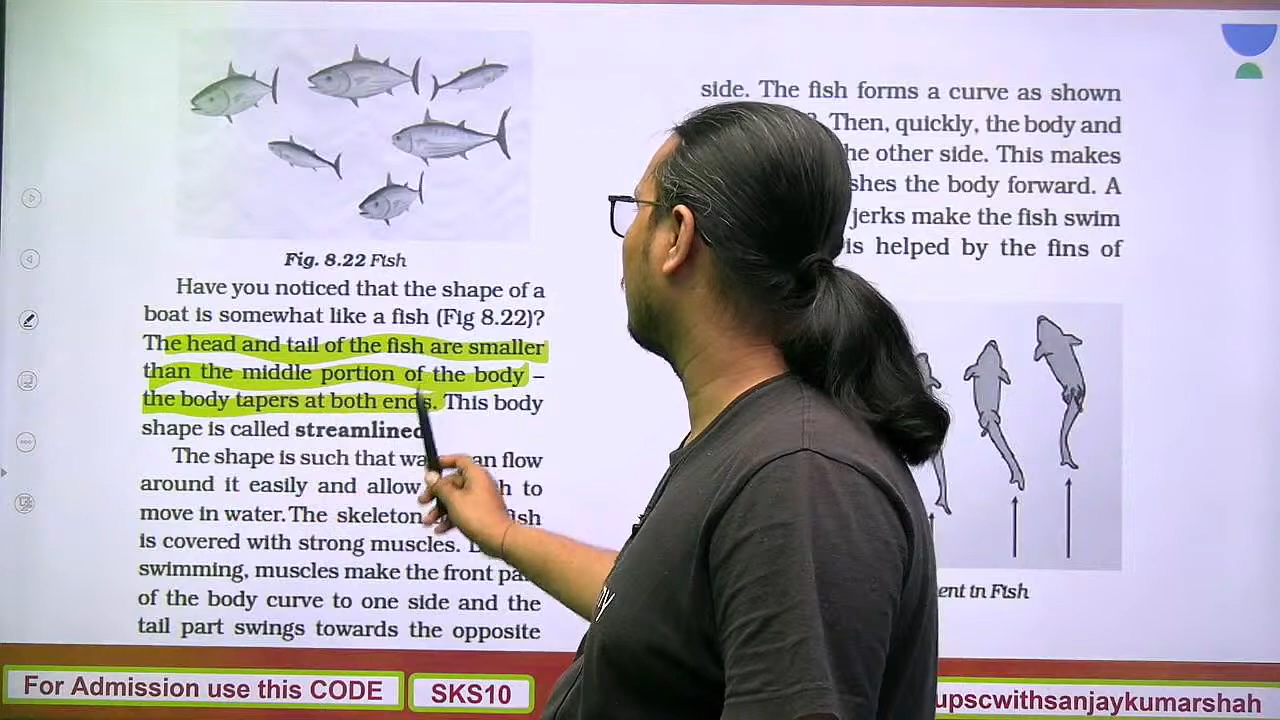 Fig. 8.22 Fish
Have you noticed that the shape of a
boat is somewhat like a fish (Fig 8.22)?
The head and tail of the fish are smaller
than the middle portion of the body –
the body tapers at both ends. This body
shape is called streamlined
The shape is such that can flow
around it easily and allow to
move in water. The skeleton fish
is covered with strong muscles.
swimming, muscles make the front
of the body curve to one side and the
tail part swings towards the opposite
side. The fish forms a curve as shown
Then, quickly, the body and
the other side. This makes
the body forward. A
jerks make the fish swim
is helped by the fins of
in Fish
For Admission use this CODE
SKS10
upscwithsanjaykumarshah